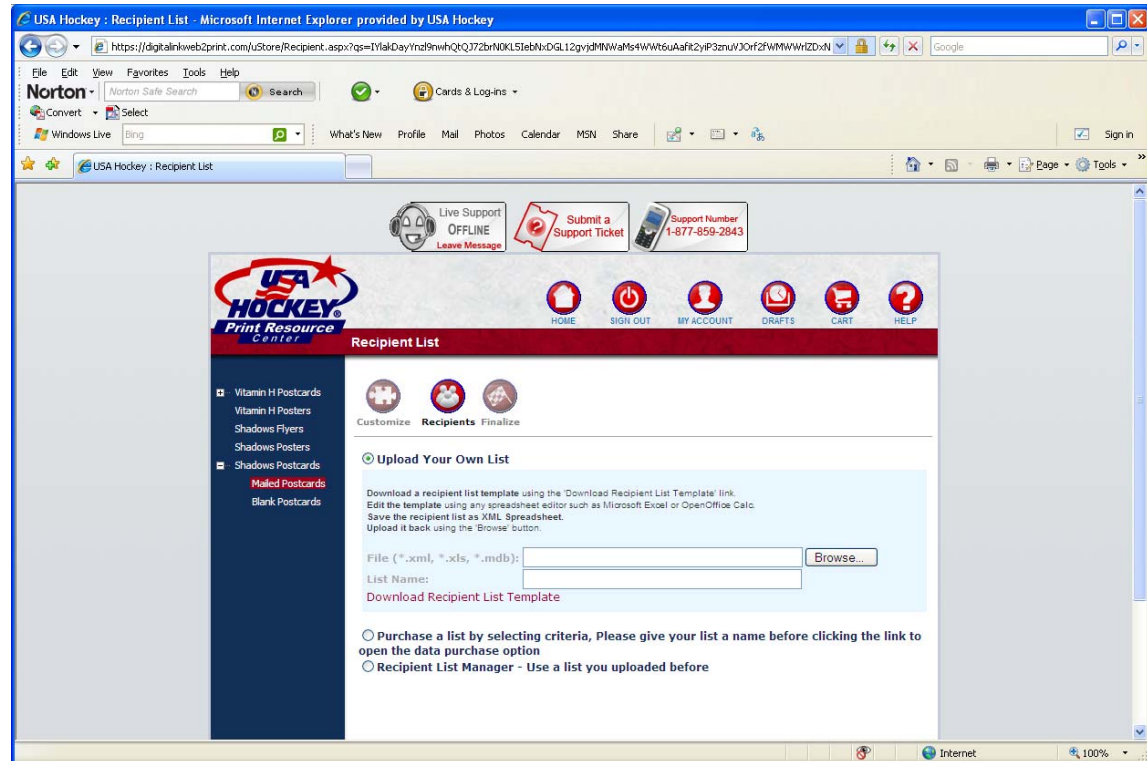 USA Hockey : Recipient List - Microsoft Internet Explorer provided by USA Hockey
https://digitalinkweb2print.com/uStore/Recipient.aspx?
Google
File Edit View Favorites Tools Help
Norton Norton Safe Search Search Cards & Log-ins
Convert Select
Windows Live Bing What's New Profile Mail Photos Calendar MSN Share Sign in
USA Hockey : Recipient List Page Tools
Live Support
OFFLINE
Leave Message
Submit a
Support Ticket
Support Number
1-877-859-2843
USA
HOCKEY®
Print Resource
Center
HOME SIGN OUT MY ACCOUNT DRAFTS CART HELP
Recipient List
Vitamin H Postcards
Vitamin H Posters
Shadows Flyers
Shadows Posters
Shadows Postcards
Mailed Postcards
Blank Postcards
Customize Recipients Finalize
Upload Your Own List
Download a recipient list template using the 'Download Recipient List Template' link.
Edit the template using any spreadsheet editor such as Microsoft Excel or OpenOffice Calc.
Save the recipient list as XML Spreadsheet.
Upload it back using the 'Browse' button.
File (*.xml, *.xls, *.mdb): Browse...
List Name:
Download Recipient List Template
Purchase a list by selecting criteria, Please give your list a name before clicking the link to
open the data purchase option
Recipient List Manager - Use a list you uploaded before
Internet 100%